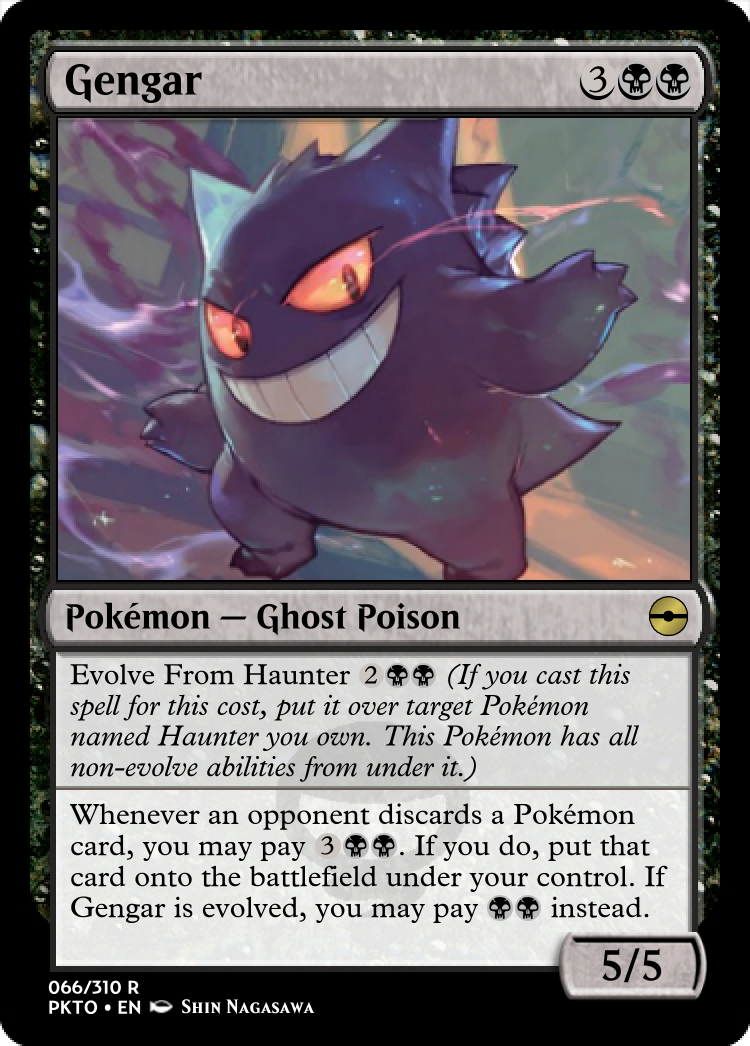 Gengar 3
Pokémon — Ghost Poison
Evolve From Haunter 2 (If you cast this
spell for this cost, put it over target Pokémon
named Haunter you own. This Pokémon has all
non-evolve abilities from under it.)
Whenever an opponent discards a Pokémon
card, you may pay 3. If you do, put that
card onto the battlefield under your control. If
Gengar is evolved, you may pay instead.
5/5
066/310 R
PKTO • EN Shin Nagasawa